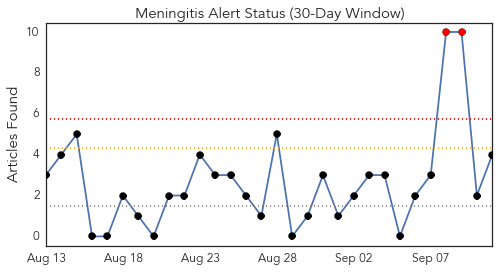 Meningitis Alert Status (30-Day Window)
Articles Found
10
8
6
4
2
0
Aug 13 Aug 18 Aug 23 Aug 28 Sep 02 Sep 07